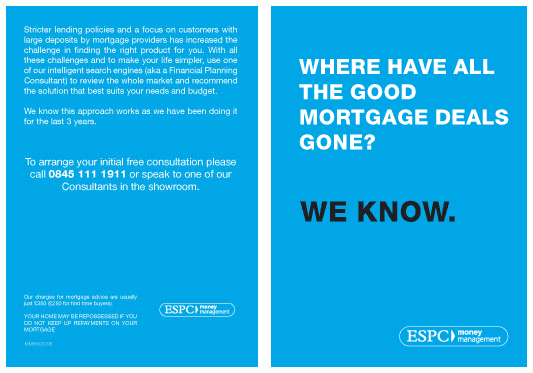 Stricter lending policies and a focus on customers with
large deposits by mortgage providers has increased the
challenge in finding the right product for you. With all
these challenges and to make your life simpler, use one
of our intelligent search engines (aka a Financial Planning
Consultant) to review the whole market and recommend
the solution that best suits your needs and budget.
We know this approach works as we have been doing it
for the last 3 years.
To arrange your initial free consultation please
call 0845 111 1911 or speak to one of our
Consultants in the showroom.
Our charges for mortgage advice are usually
just £350 (£250 for first time buyers)
YOUR HOME MAY BE REPOSSESSED IF YOU
DO NOT KEEP UP REPAYMENTS ON YOUR
MORTGAGE
ESPC money
management
WHERE HAVE ALL
THE GOOD
MORTGAGE DEALS
GONE?
WE KNOW.
ESPC money
management